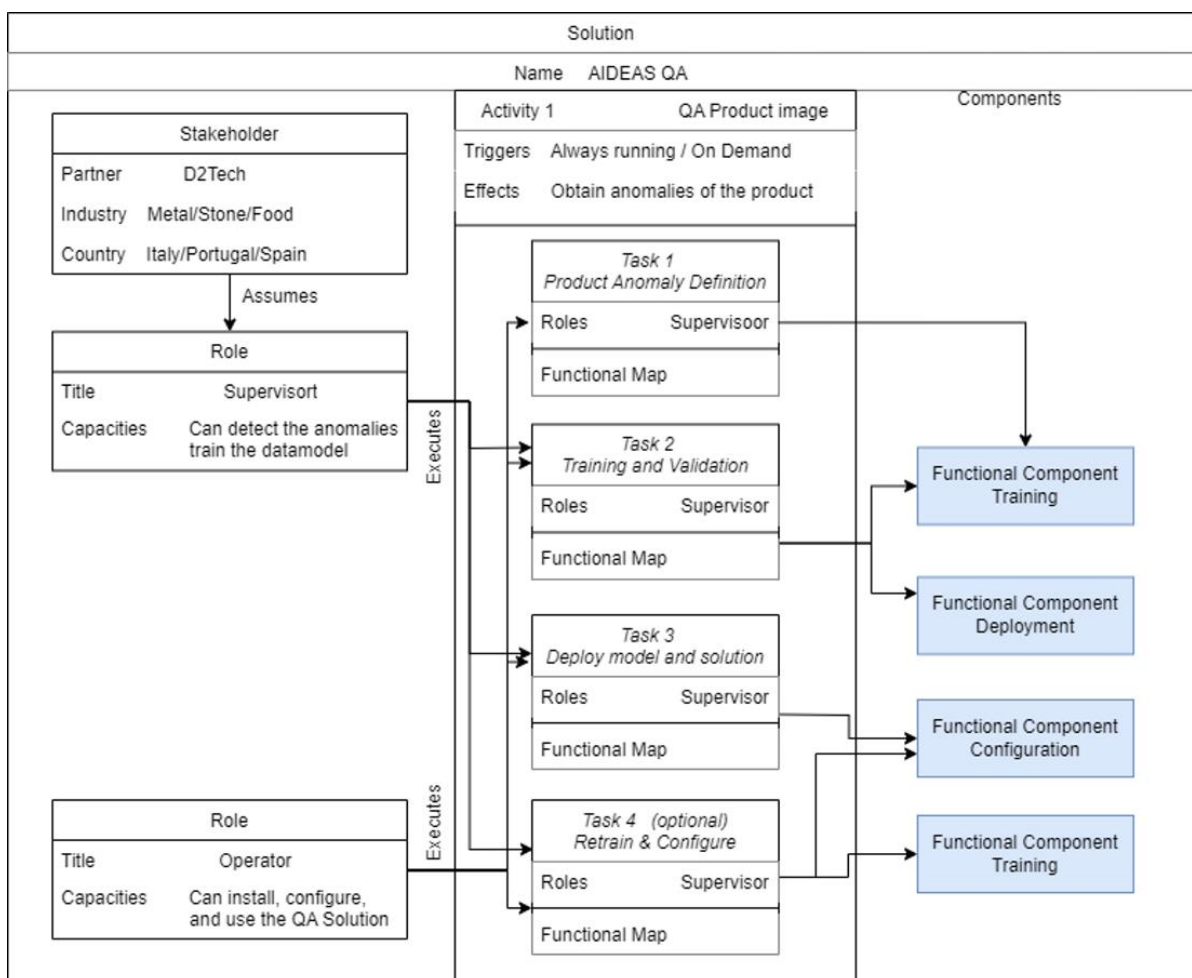 Solution
Name AIDEAS QA
Stakeholder
Partner D2Tech
Industry Metal/Stone/Food
Country Italy/Portugal/Spain
Assumes
Role
Title Supervisort
Capacities Can detect the anomalies
train the datamodel
Executes
Role
Title Operator
Capacities Can install, configure,
and use the QA Solution
Executes
Activity 1 QA Product image
Triggers Always running / On Demand
Effects Obtain anomalies of the product
Task 1
Product Anomaly Definition
Roles Supervisoor
Functional Map
Task 2
Training and Validation
Roles Supervisor
Functional Map
Task 3
Deploy model and solution
Roles Supervisor
Functional Map
Task 4 (optional)
Retrain & Configure
Roles Supervisor
Functional Map
Components
Functional Component
Training
Functional Component
Deployment
Functional Component
Configuration
Functional Component
Training